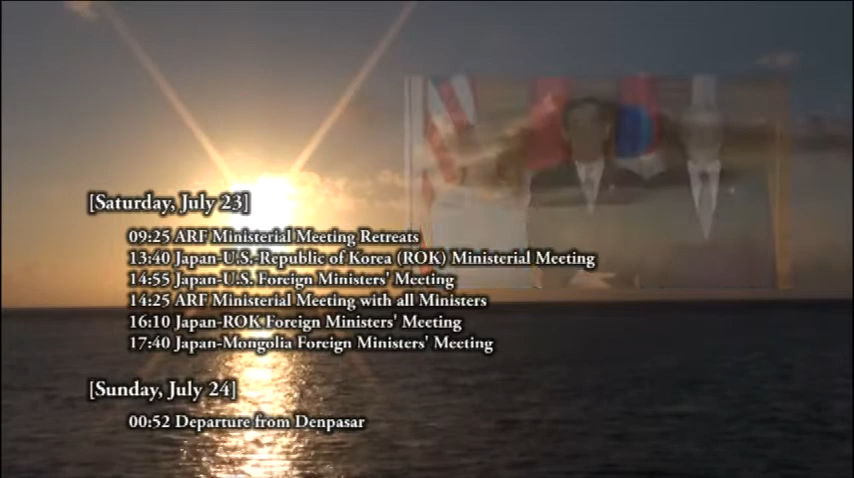 [Saturday, July 23]
09:25 ARF Ministerial Meeting Retreats
13:40 Japan-U.S.-Republic of Korea (ROK) Ministerial Meeting
14:55 Japan-U.S. Foreign Ministers' Meeting
14:25 ARF Ministerial Meeting with all Ministers
16:10 Japan-ROK Foreign Ministers' Meeting
17:40 Japan-Mongolia Foreign Ministers' Meeting
[Sunday, July 24]
00:52 Departure from Denpasar